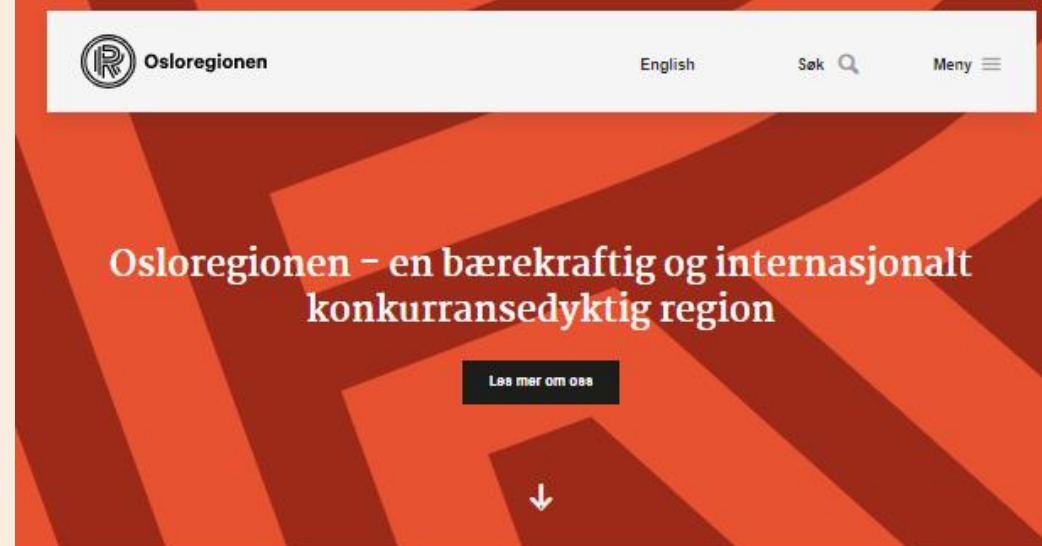 Osloregionen
English
Søk
Meny
Osloregionen - en bærekraftig og internasjonalt
konkurransedyktig region
Les mer om oss